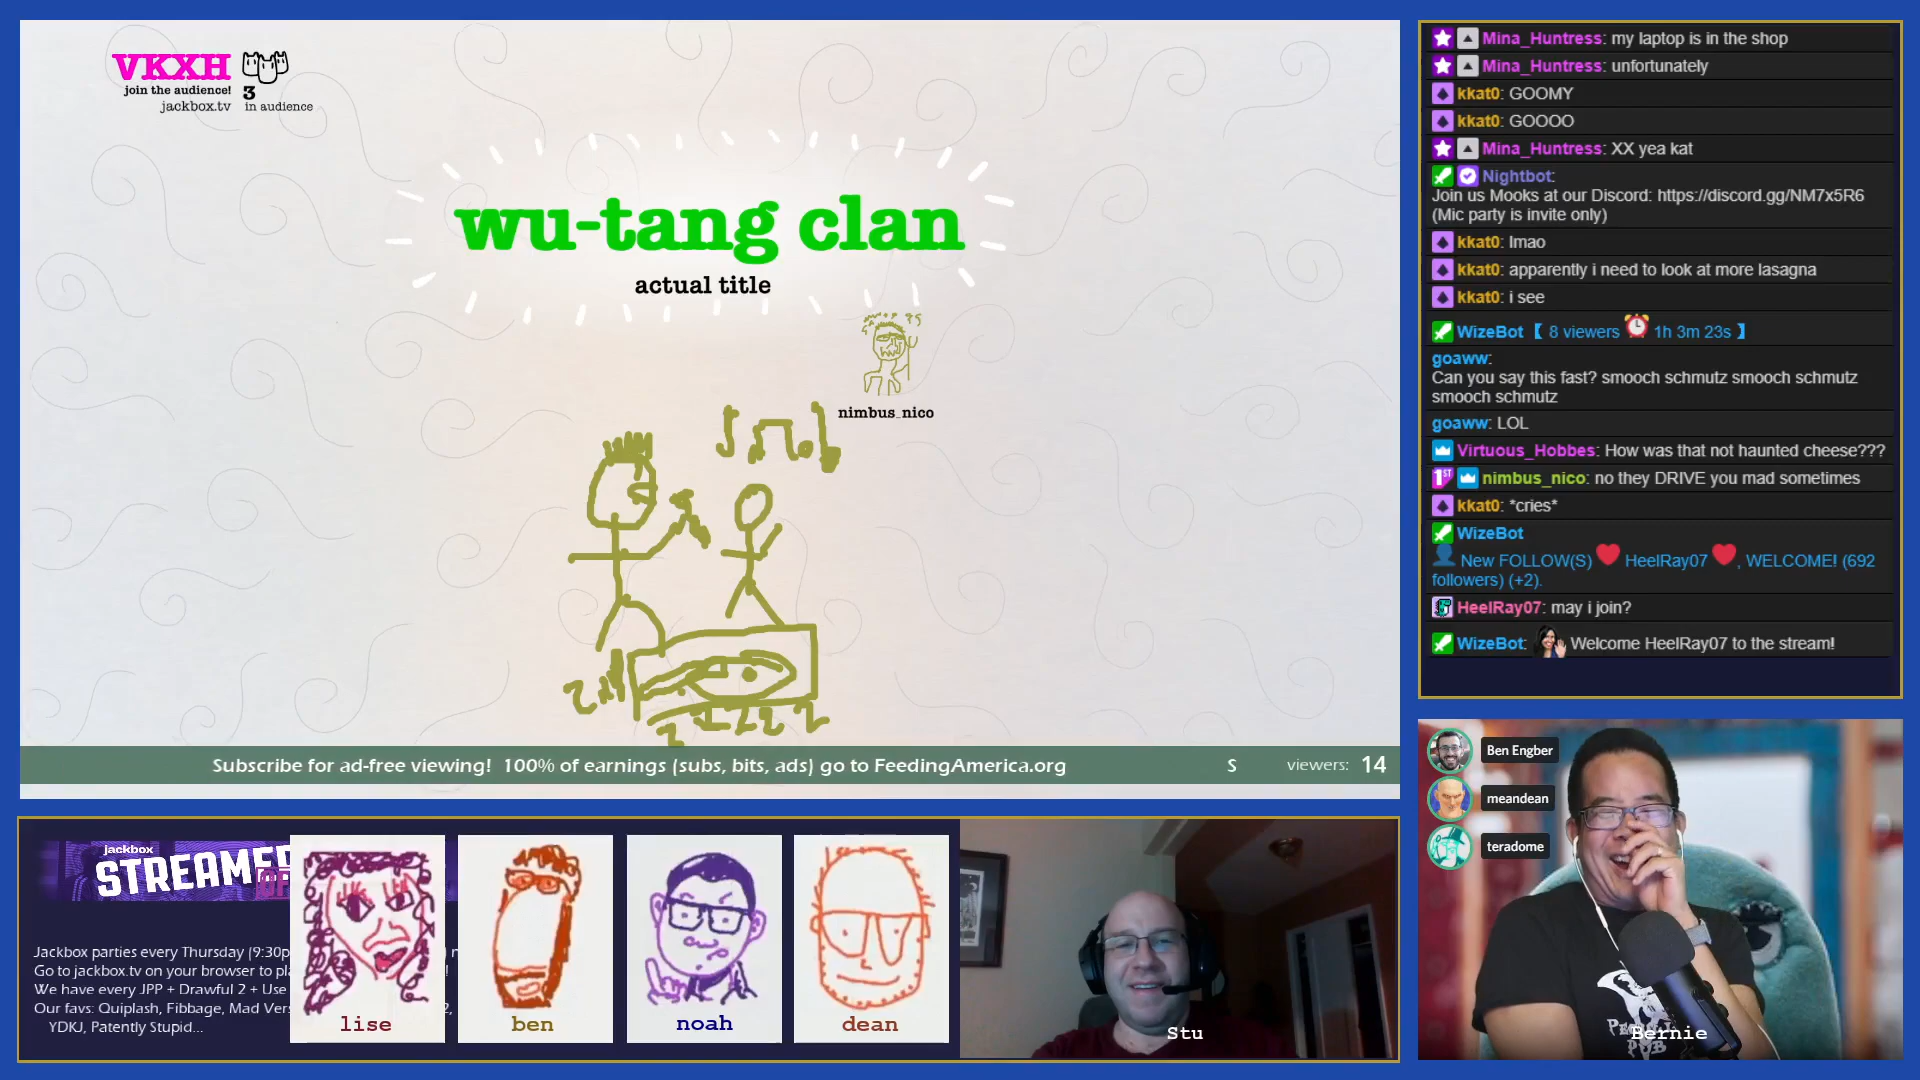 VKXH
join the audience!
jackbox.tv
3
in audience
wu-tang clan
actual title
nimbus_nico
Subscribe for ad-free viewing! 100% of earnings (subs, bits, ads) go to FeedingAmerica.org
S
viewers: 14
Mina_Huntress: my laptop is in the shop
Mina_Huntress: unfortunately
kkat0: GOOMY
kkat0: GOOOO
Mina_Huntress: XX yea kat
Nightbot:
Join us Mooks at our Discord: https://discord.gg/NM7x5R6
(Mic party is invite only)
kkat0: lmao
kkat0: apparently i need to look at more lasagna
kkat0: i see
WizeBot 【 8 viewers ⏰ 1h 3m 23s 】
goaww:
Can you say this fast? smooch schmutz smooch schmutz
smooch schmutz
goaww: LOL
Virtuous_Hobbes: How was that not haunted cheese???
1ST nimbus_nico: no they DRIVE you mad sometimes
kkat0: *cries*
WizeBot
New FOLLOW(S) ❤ HeelRay07 ❤, WELCOME! (692
followers) (+2).
HeelRay07: may i join?
WizeBot: Welcome HeelRay07 to the stream!
jackbox
STREAMED
Jackbox parties every Thursday (9:30p
Go to jackbox.tv on your browser to pla
We have every JPP + Drawful 2 + Use
Our favs: Quiplash, Fibbage, Mad Vers
YDKJ, Patently Stupid...
lise
ben
noah
dean
Stu
Ben Engber
meandean
teradome
Bernie